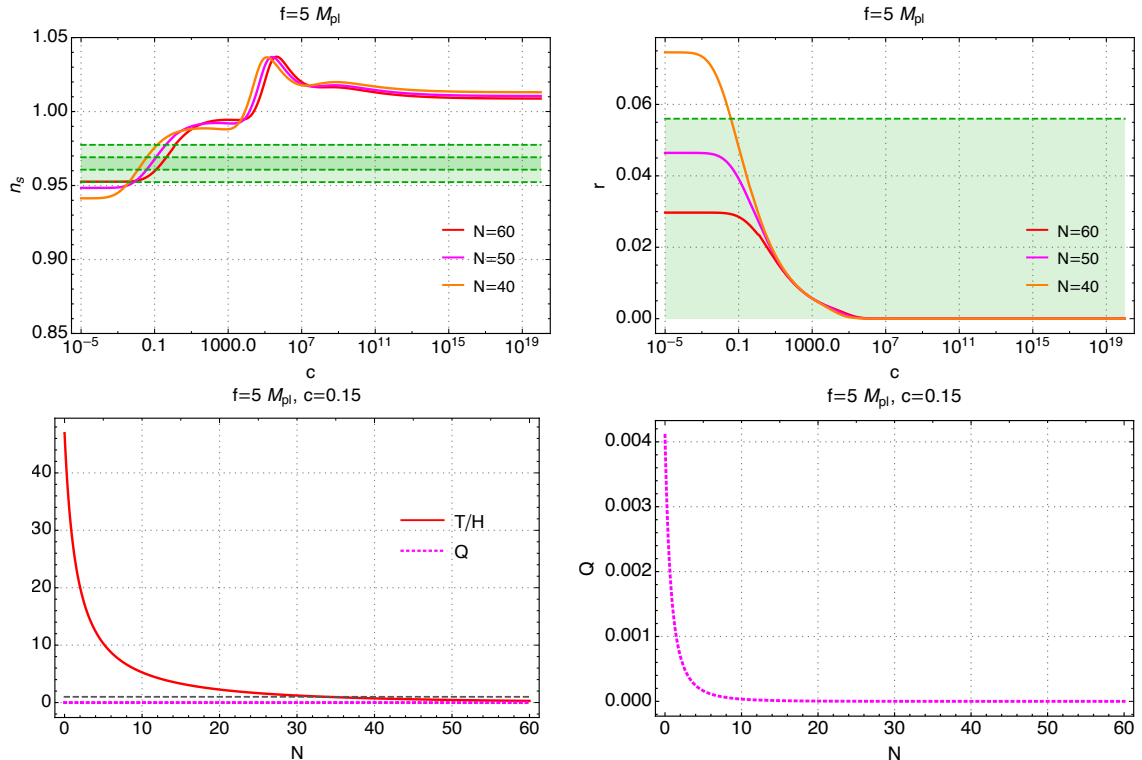 f=5 M_pl
1.05
1.00
0.95
0.90
0.85
n_s
N=60
N=50
N=40
10^-5
0.1
1000.0
10^7
10^11
10^15
10^19
c
f=5 M_pl
0.06
0.04
0.02
0.00
r
N=60
N=50
N=40
10^-5
0.1
1000.0
10^7
10^11
10^15
10^19
c
f=5 M_pl, c=0.15
40
30
20
10
0
T/H
Q
0
10
20
30
40
50
60
N
f=5 M_pl, c=0.15
0.004
0.003
0.002
0.001
0.000
Q
0
10
20
30
40
50
60
N